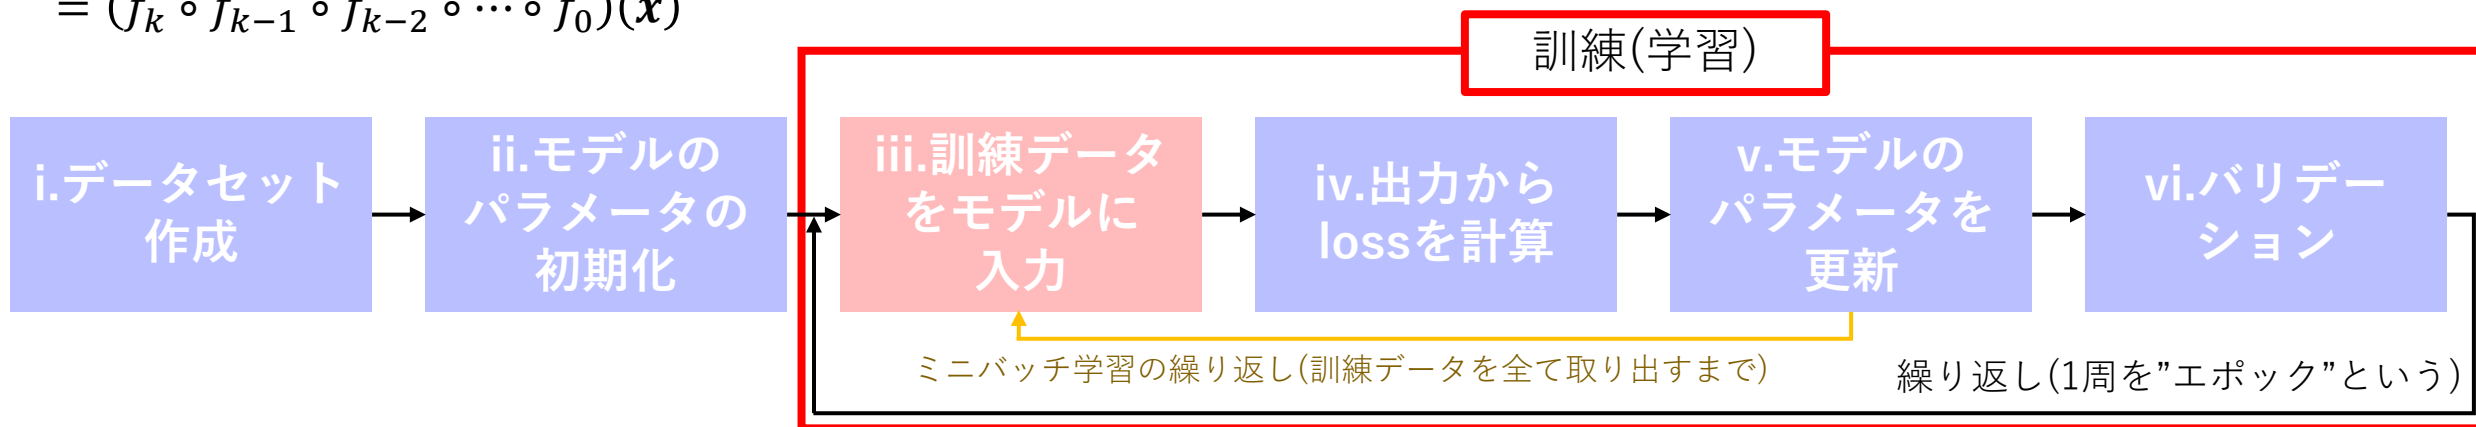 = (f_k ∘ f_{k−1} ∘ f_{k−2} ∘ ⋯ ∘ f_0)(x)
訓練(学習)
i.データセット
作成
ii.モデルの
パラメータの
初期化
iii.訓練データ
をモデルに
入力
iv.出力から
lossを計算
v.モデルの
パラメータを
更新
vi.バリデー
ション
ミニバッチ学習の繰り返し(訓練データを全て取り出すまで)
繰り返し(1周を”エポック”という)